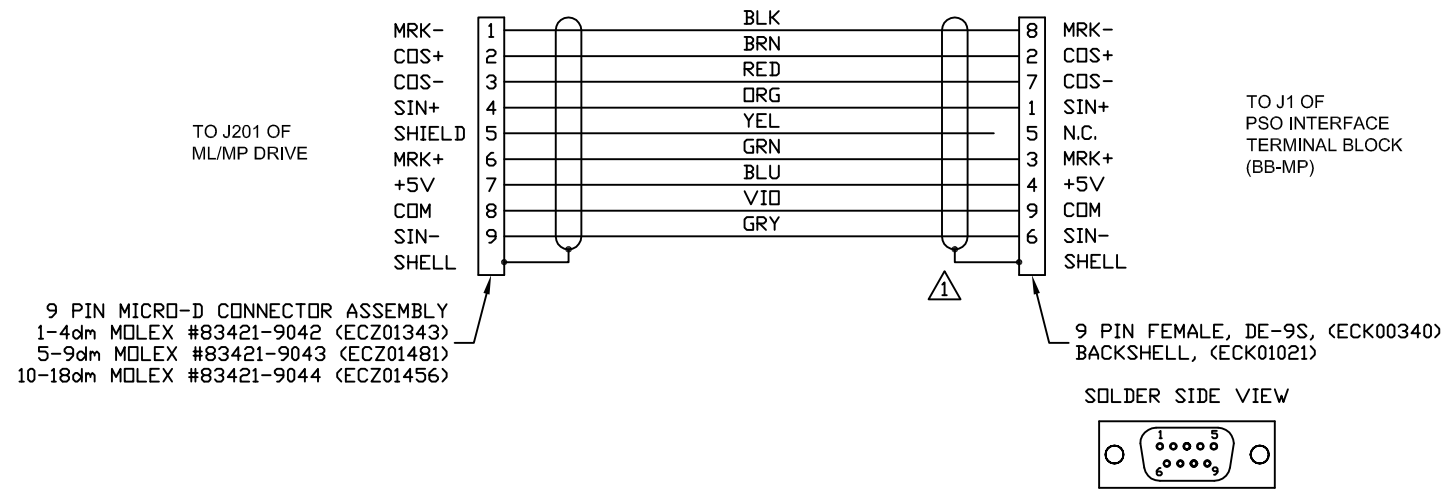 MRK- 1 BLK 8 MRK-
COS+ 2 BRN 2 COS+
COS- 3 RED 7 COS-
SIN+ 4 ORG 1 SIN+
SHIELD 5 YEL 5 N.C.
MRK+ 6 GRN 3 MRK+
+5V 7 BLU 4 +5V
COM 8 VIO 9 COM
SIN- 9 GRY 6 SIN-
SHELL SHELL
TO J201 OF
ML/MP DRIVE
TO J1 OF
PSO INTERFACE
TERMINAL BLOCK
(BB-MP)
1
9 PIN MICRO-D CONNECTOR ASSEMBLY
1-4dm MOLEX #83421-9042 (ECZ01343)
5-9dm MOLEX #83421-9043 (ECZ01481)
10-18dm MOLEX #83421-9044 (ECZ01456)
9 PIN FEMALE, DE-9S, (ECK00340)
BACKSHELL, (ECK01021)
SOLDER SIDE VIEW
1 5
6 9